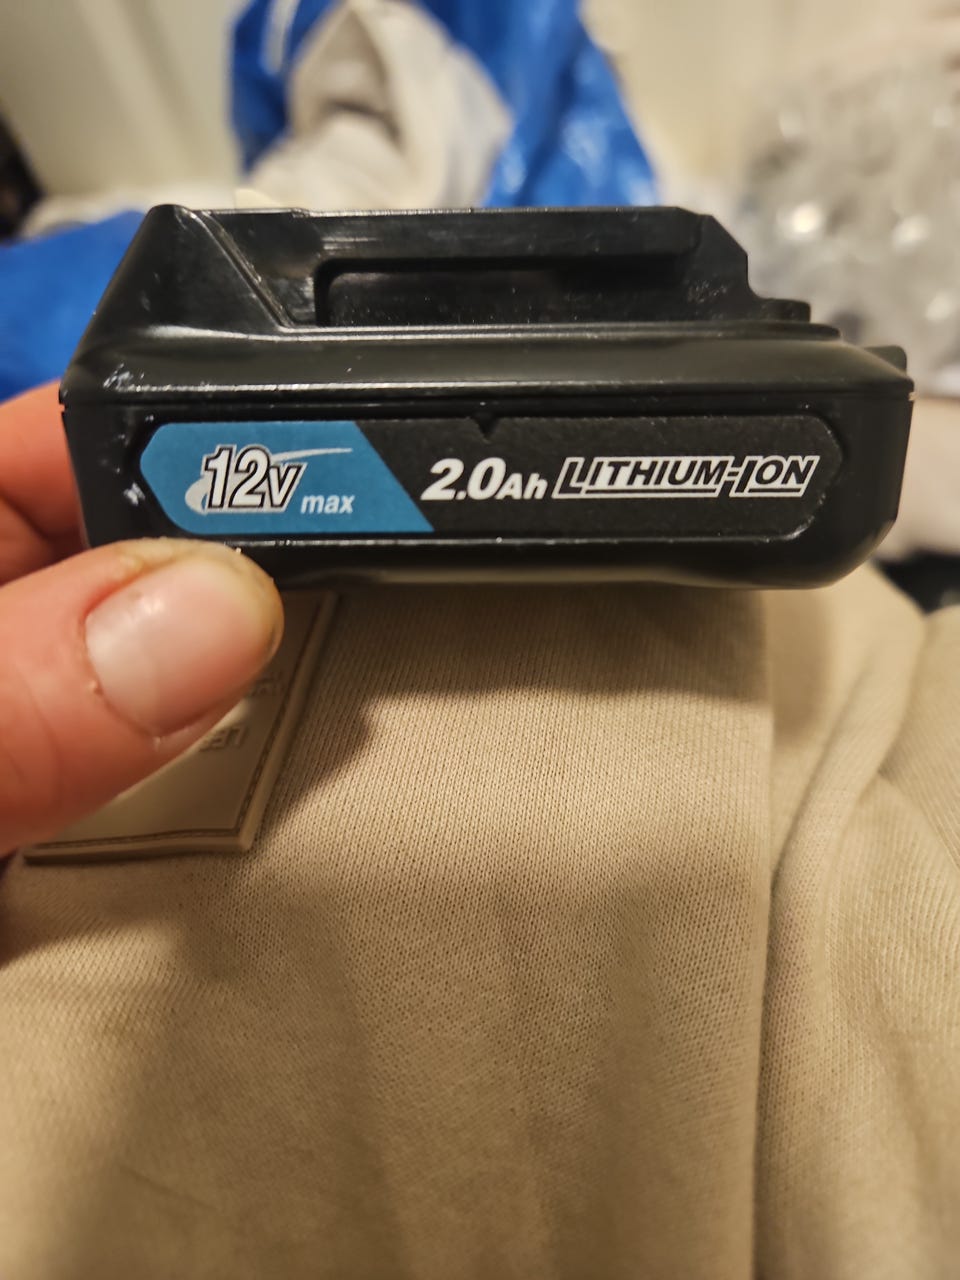 12v max 2.0Ah LITHIUM-ION